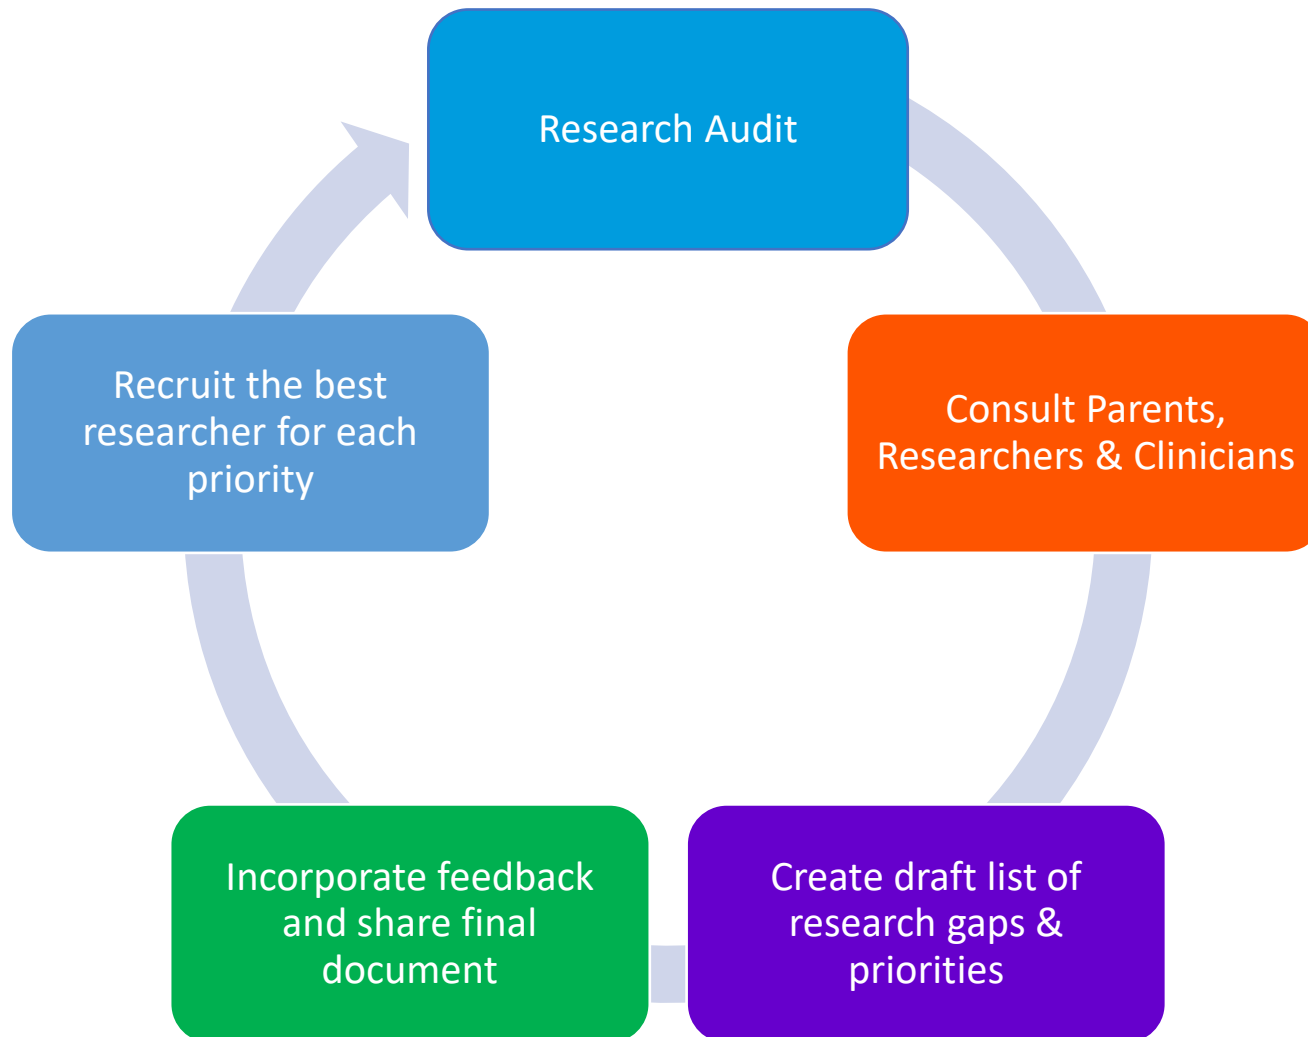 Research Audit
Consult Parents,
Researchers & Clinicians
Create draft list of
research gaps &
priorities
Incorporate feedback
and share final
document
Recruit the best
researcher for each
priority